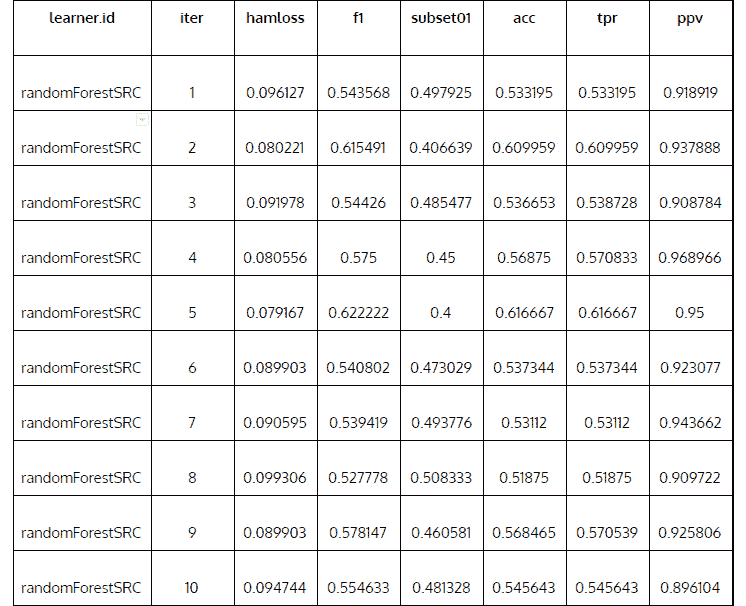 learner.id iter hamloss f1 subset01 acc tpr ppv
randomForestSRC 1 0.096127 0.543568 0.497925 0.533195 0.533195 0.918919
randomForestSRC 2 0.080221 0.615491 0.406639 0.609959 0.609959 0.937888
randomForestSRC 3 0.091978 0.54426 0.485477 0.536653 0.538728 0.908784
randomForestSRC 4 0.080556 0.575 0.45 0.56875 0.570833 0.968966
randomForestSRC 5 0.079167 0.622222 0.4 0.616667 0.616667 0.95
randomForestSRC 6 0.089903 0.540802 0.473029 0.537344 0.537344 0.923077
randomForestSRC 7 0.090595 0.539419 0.493776 0.53112 0.53112 0.943662
randomForestSRC 8 0.099306 0.527778 0.508333 0.51875 0.51875 0.909722
randomForestSRC 9 0.089903 0.578147 0.460581 0.568465 0.570539 0.925806
randomForestSRC 10 0.094744 0.554633 0.481328 0.545643 0.545643 0.896104